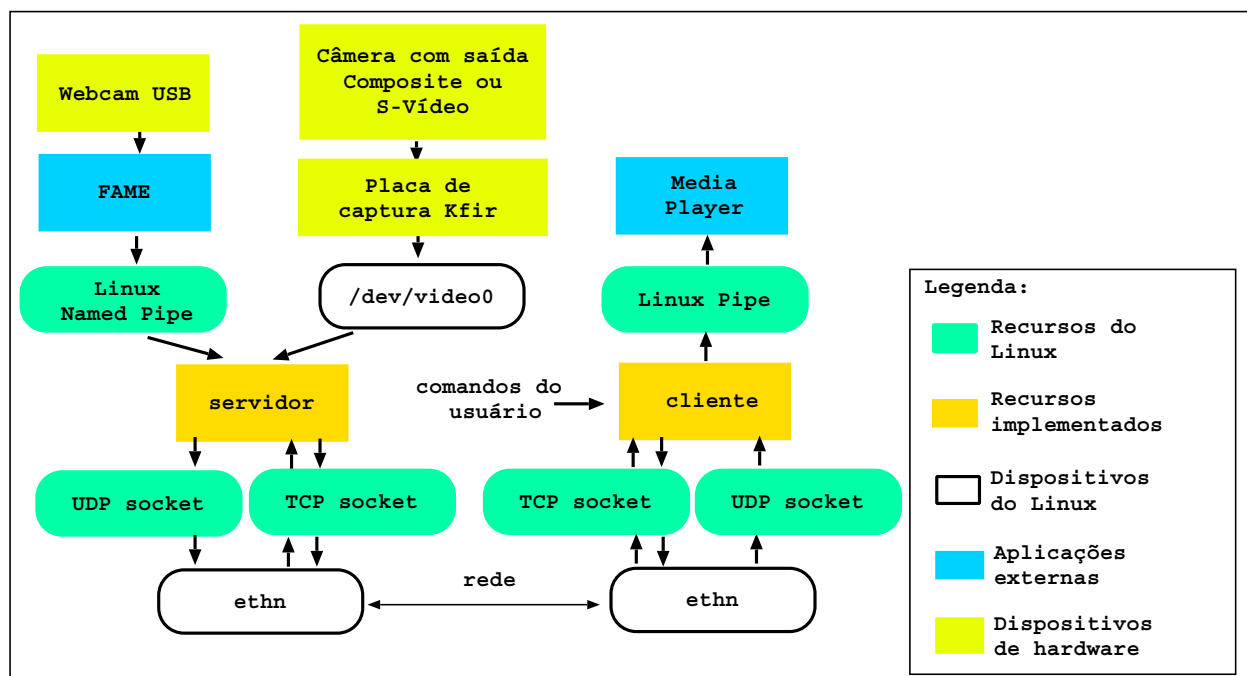 Webcam USB
Câmera com saída
Composite ou
S-Vídeo
FAME
Placa de
captura Kfir
Media
Player
Linux
Named Pipe
/dev/video0
Linux Pipe
servidor
comandos do
usuário
cliente
UDP socket
TCP socket
TCP socket
UDP socket
ethn
rede
ethn
Legenda:
Recursos do
Linux
Recursos
implementados
Dispositivos
do Linux
Aplicações
externas
Dispositivos
de hardware